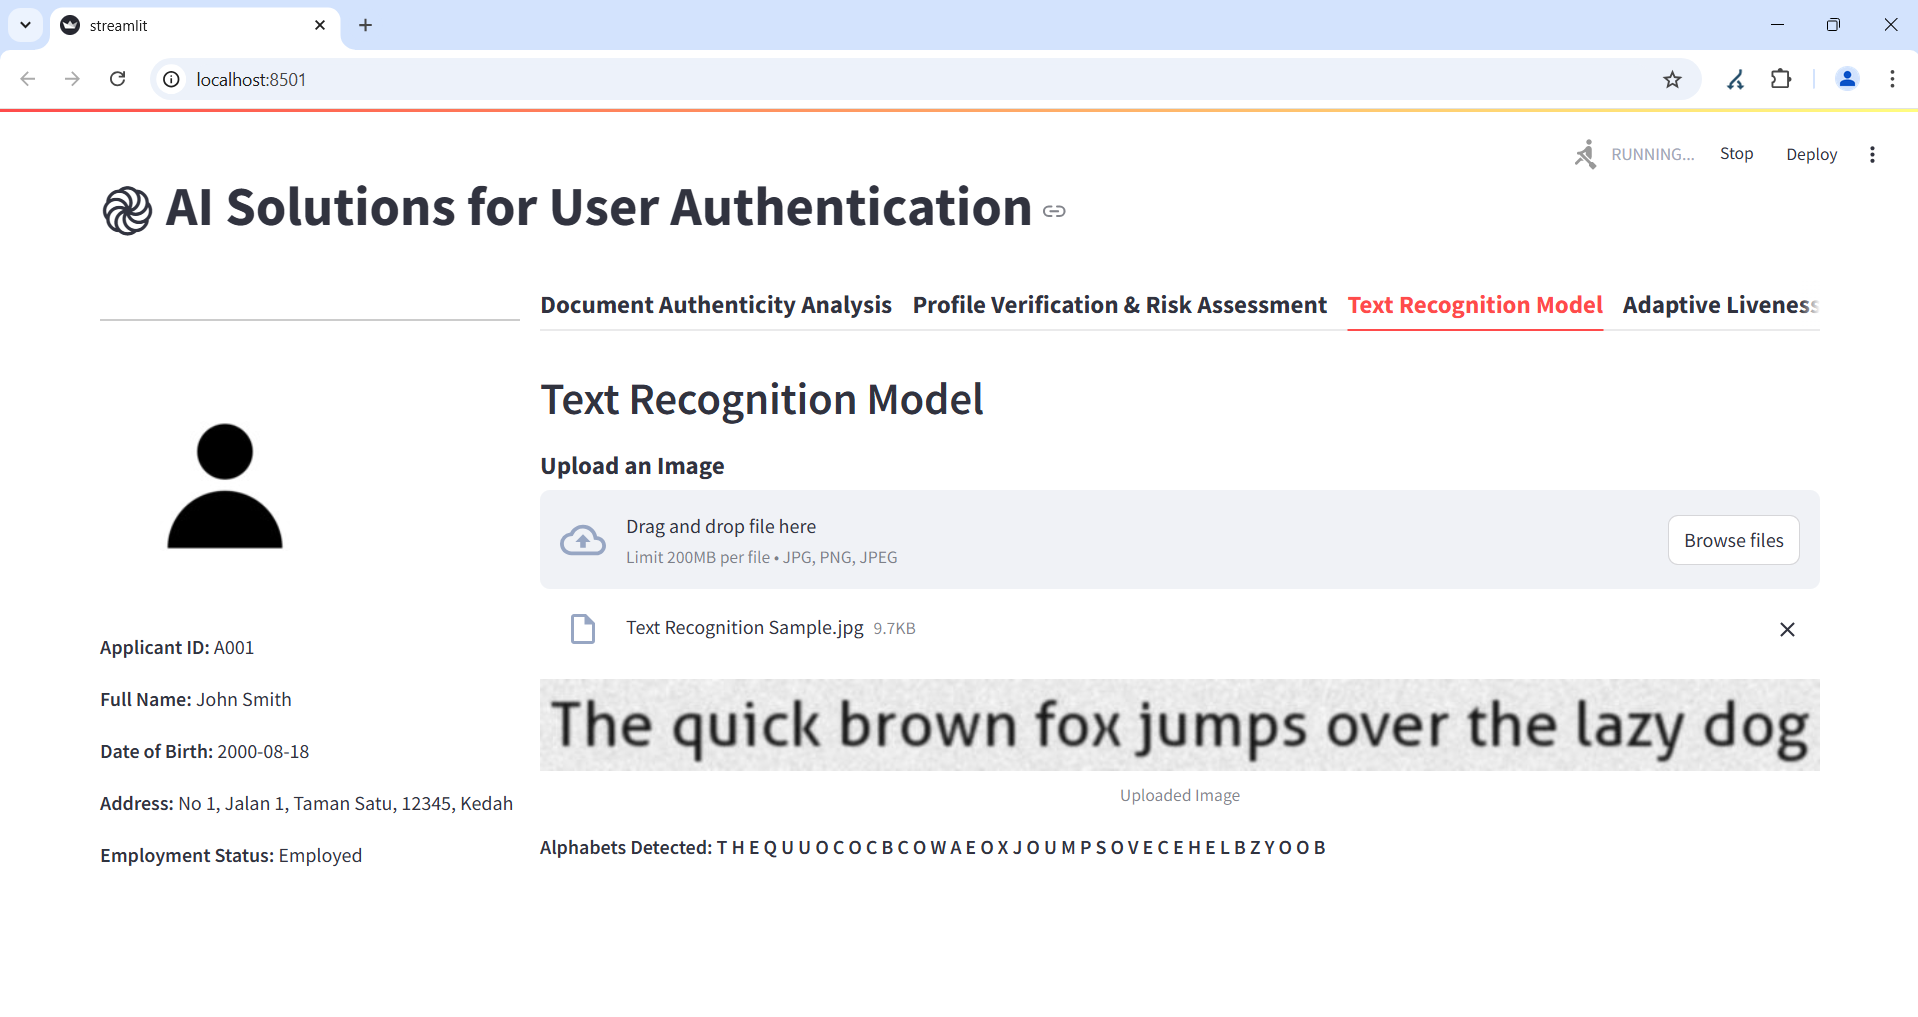 streamlit
localhost:8501
RUNNING...
Stop
Deploy
AI Solutions for User Authentication
Document Authenticity Analysis
Profile Verification & Risk Assessment
Text Recognition Model
Adaptive Liveness
Text Recognition Model
Upload an Image
Drag and drop file here
Limit 200MB per file • JPG, PNG, JPEG
Browse files
Text Recognition Sample.jpg 9.7KB
The quick brown fox jumps over the lazy dog
Uploaded Image
Alphabets Detected: T H E Q U U O C O C B C O W A E O X J O U M P S O V E C E H E L B Z Y O O B
Applicant ID: A001
Full Name: John Smith
Date of Birth: 2000-08-18
Address: No 1, Jalan 1, Taman Satu, 12345, Kedah
Employment Status: Employed